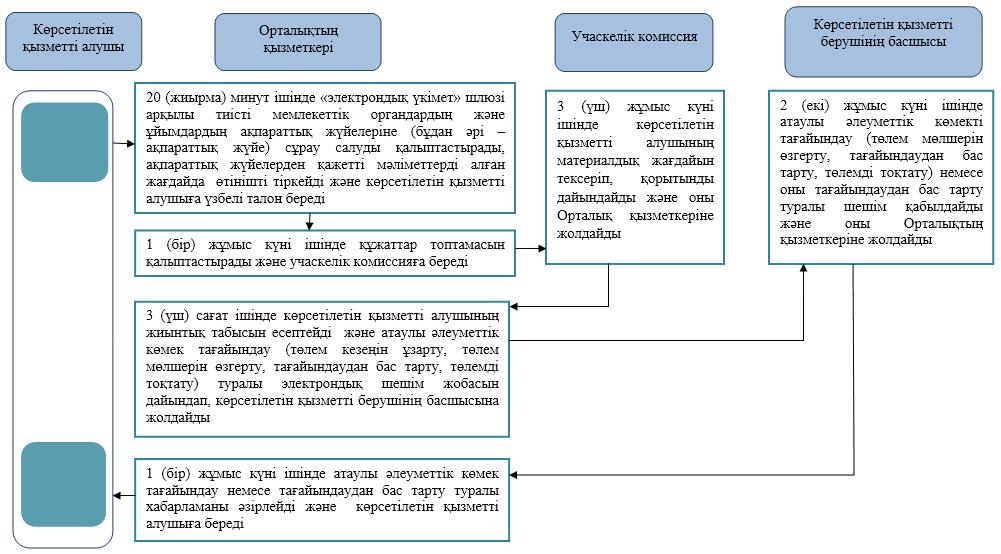 Көрсетілетін
қызметті алушы
Орталықтың
қызметкері
Учаскелік комиссия
Көрсетілетін қызметті
берушінің басшысы
20 (жиырма) минут ішінде «электрондық үкімет» шлюзі
арқылы тиісті мемлекеттік органдардың және
ұйымдардың ақпараттық жүйелеріне (бұдан әрі –
ақпараттық жүйе) сұрау салуды қалыптастырады,
ақпараттық жүйелерден қажетті мәліметтерді алған
жағдайда өтінішті тіркейді және көрсетілетін қызметті
алушыға үзбелі талон береді
1 (бір) жұмыс күні ішінде құжаттар топтамасын
қалыптастырады және учаскелік комиссияға береді
3 (үш) жұмыс күні
ішінде көрсетілетін
қызметті алушының
материалдық жағдайын
тексеріп, қорытынды
дайындайды және оны
Орталық қызметкеріне
жолдайды
2 (екі) жұмыс күні ішінде
атаулы әлеуметтік көмекті
тағайындау (төлем мөлшерін
өзгерту, тағайындаудан бас
тарту, төлемді тоқтату) немесе
оны тағайындаудан бас тарту
туралы шешім қабылдайды
және оны Орталықтың
қызметкеріне жолдайды
3 (үш) сағат ішінде көрсетілетін қызметті алушының
жиынтық табысын есептейді және атаулы әлеуметтік
көмек тағайындау (төлем кезеңін ұзарту, төлем
мөлшерін өзгерту, тағайындаудан бас тарту, төлемді
тоқтату) туралы электрондық шешім жобасын
дайындап, көрсетілетін қызметті берушінің басшысына
жолдайды
1 (бір) жұмыс күні ішінде атаулы әлеуметтік көмек
тағайындау немесе тағайындаудан бас тарту туралы
хабарламаны әзірлейді және көрсетілетін қызметті
алушыға береді